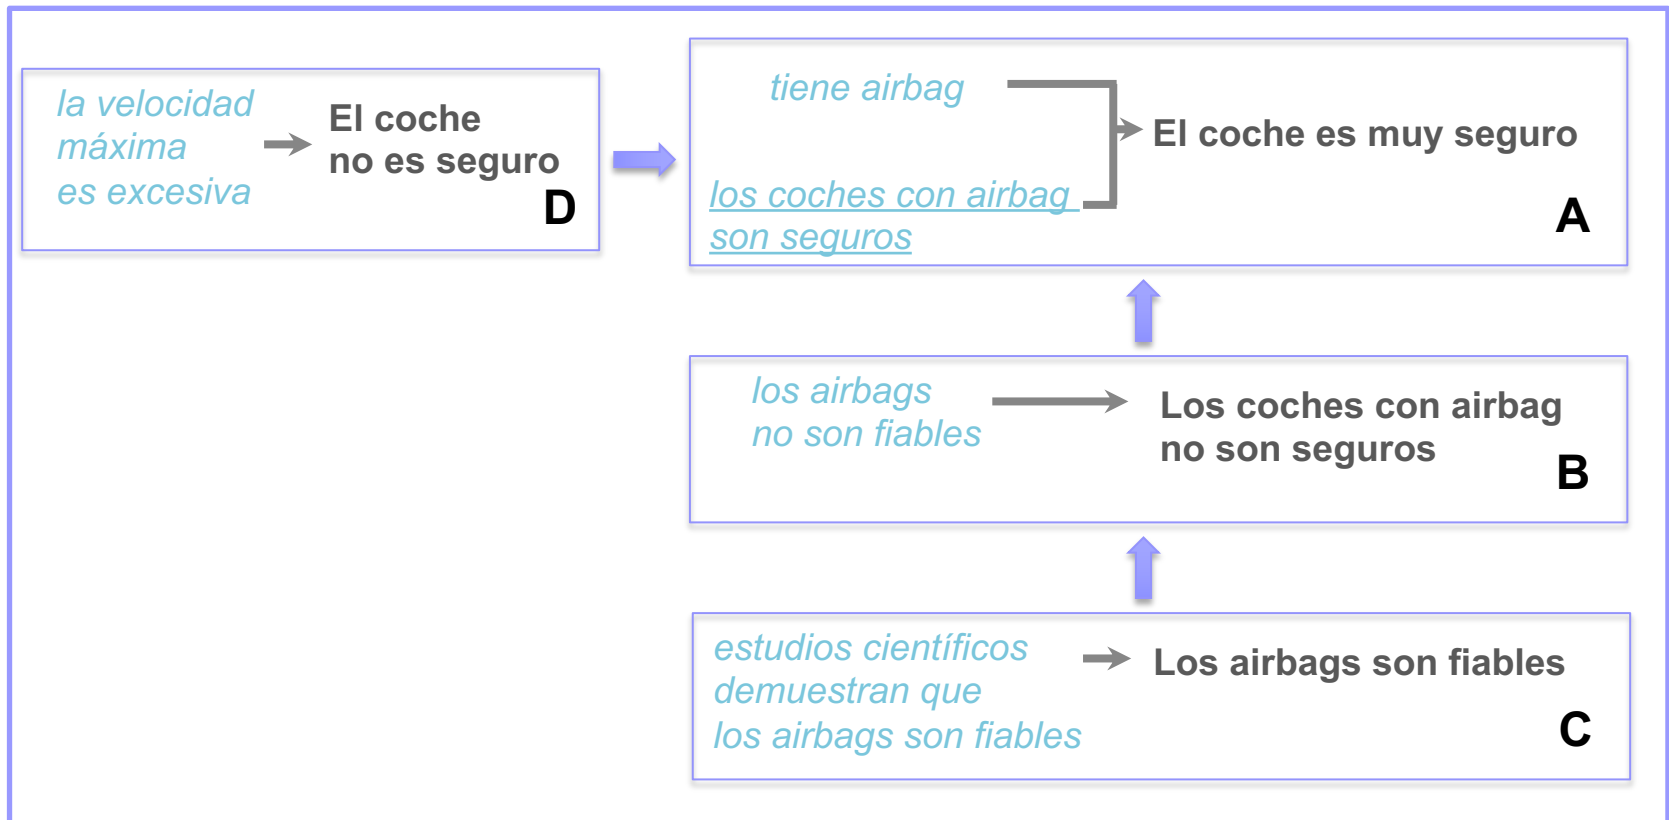 la velocidad
máxima
es excesiva
El coche
no es seguro
D
tiene airbag
los coches con airbag
son seguros
El coche es muy seguro
A
los airbags
no son fiables
Los coches con airbag
no son seguros
B
estudios científicos
demuestran que
los airbags son fiables
Los airbags son fiables
C